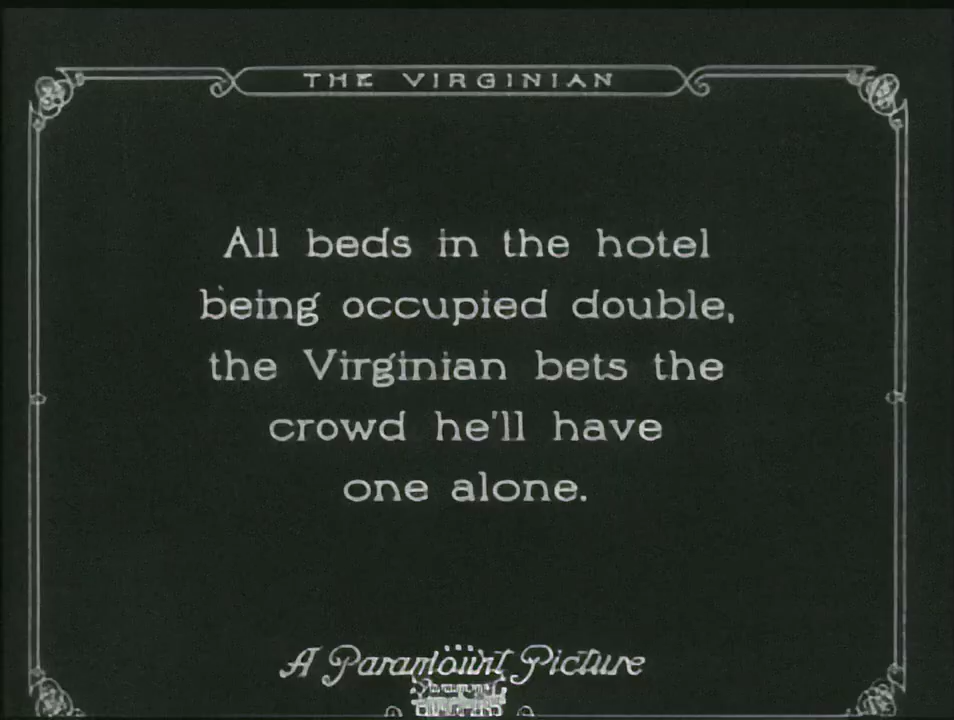 THE VIRGINIAN
All beds in the hotel
being occupied double,
the Virginian bets the
crowd he'll have
one alone.
A Paramount Picture
Paramount